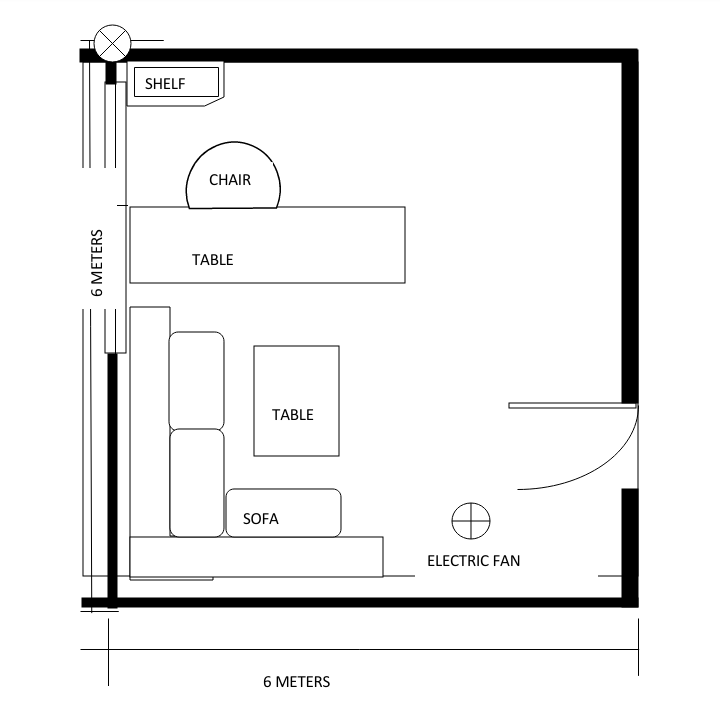 SHELF
CHAIR
6 METERS
TABLE
TABLE
SOFA
ELECTRIC FAN
6 METERS